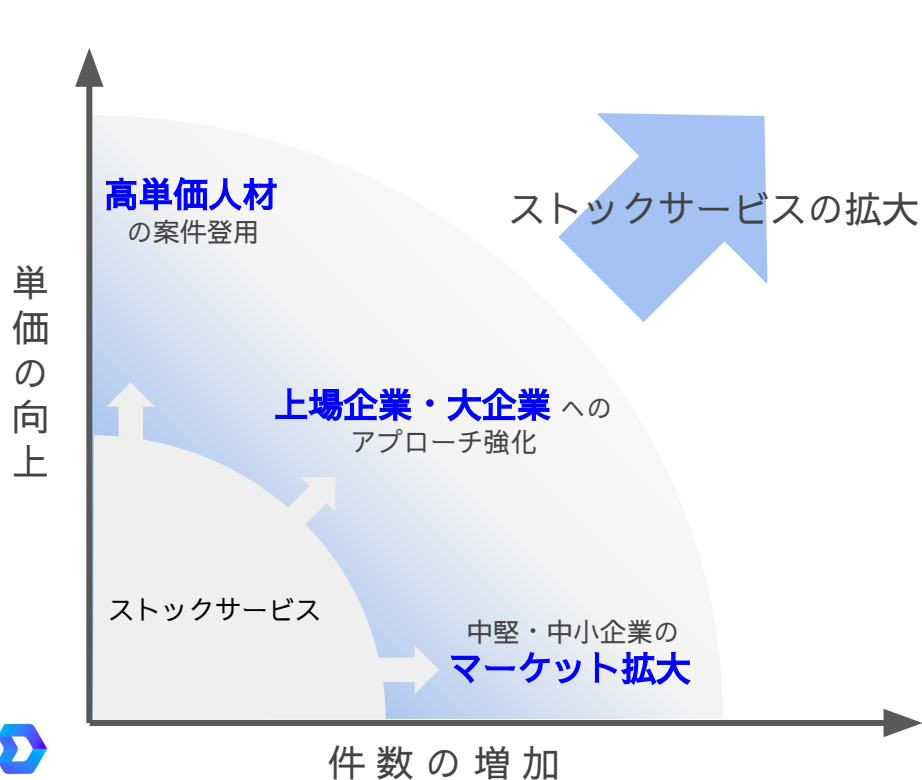 高単価人材
の案件登用
ストックサービスの拡大
単価の向上
上場企業・大企業 への
アプローチ強化
ストックサービス
中堅・中小企業の
マーケット拡大
件数の増加